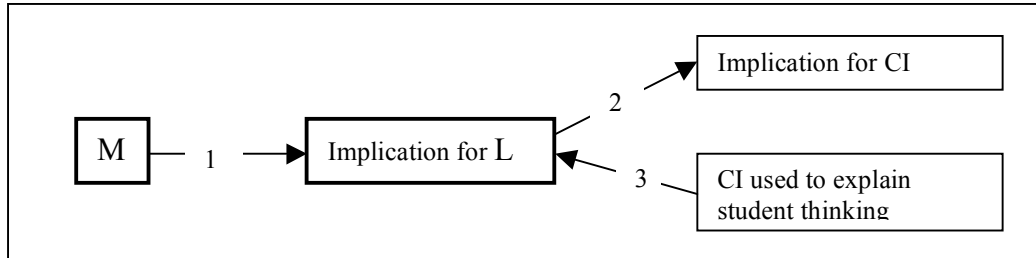 Implication for CI
2
M
1
Implication for L
3
CI used to explain
student thinking